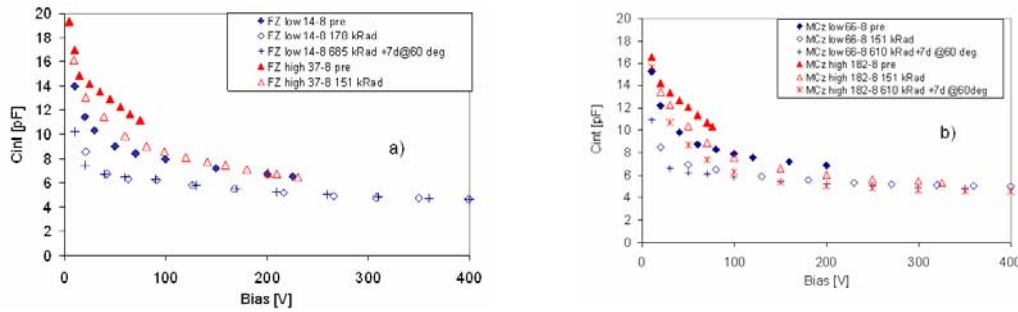 FZ low 14-8 pre
FZ low 14-8 178 kRad
FZ low 14-8 685 kRad +7d@60 deg
FZ high 37-8 pre
FZ high 37-8 151 kRad
20
18
16
14
12
10
8
6
4
2
0
Cint [pF]
a)
0
100
200
300
400
Bias [V]
MCz low66-8 pre
MCz low66-8 151 kRad
MCz low66-8 610 kRad+7d @60 deg
MCz high 182-8 pre
MCz high 182-8 151 kRad
MCz high 182-8 610 kRad +7d @60deg
20
18
16
14
12
10
8
6
4
2
0
Cint [pF]
b)
0
100
200
300
400
Bias [V]